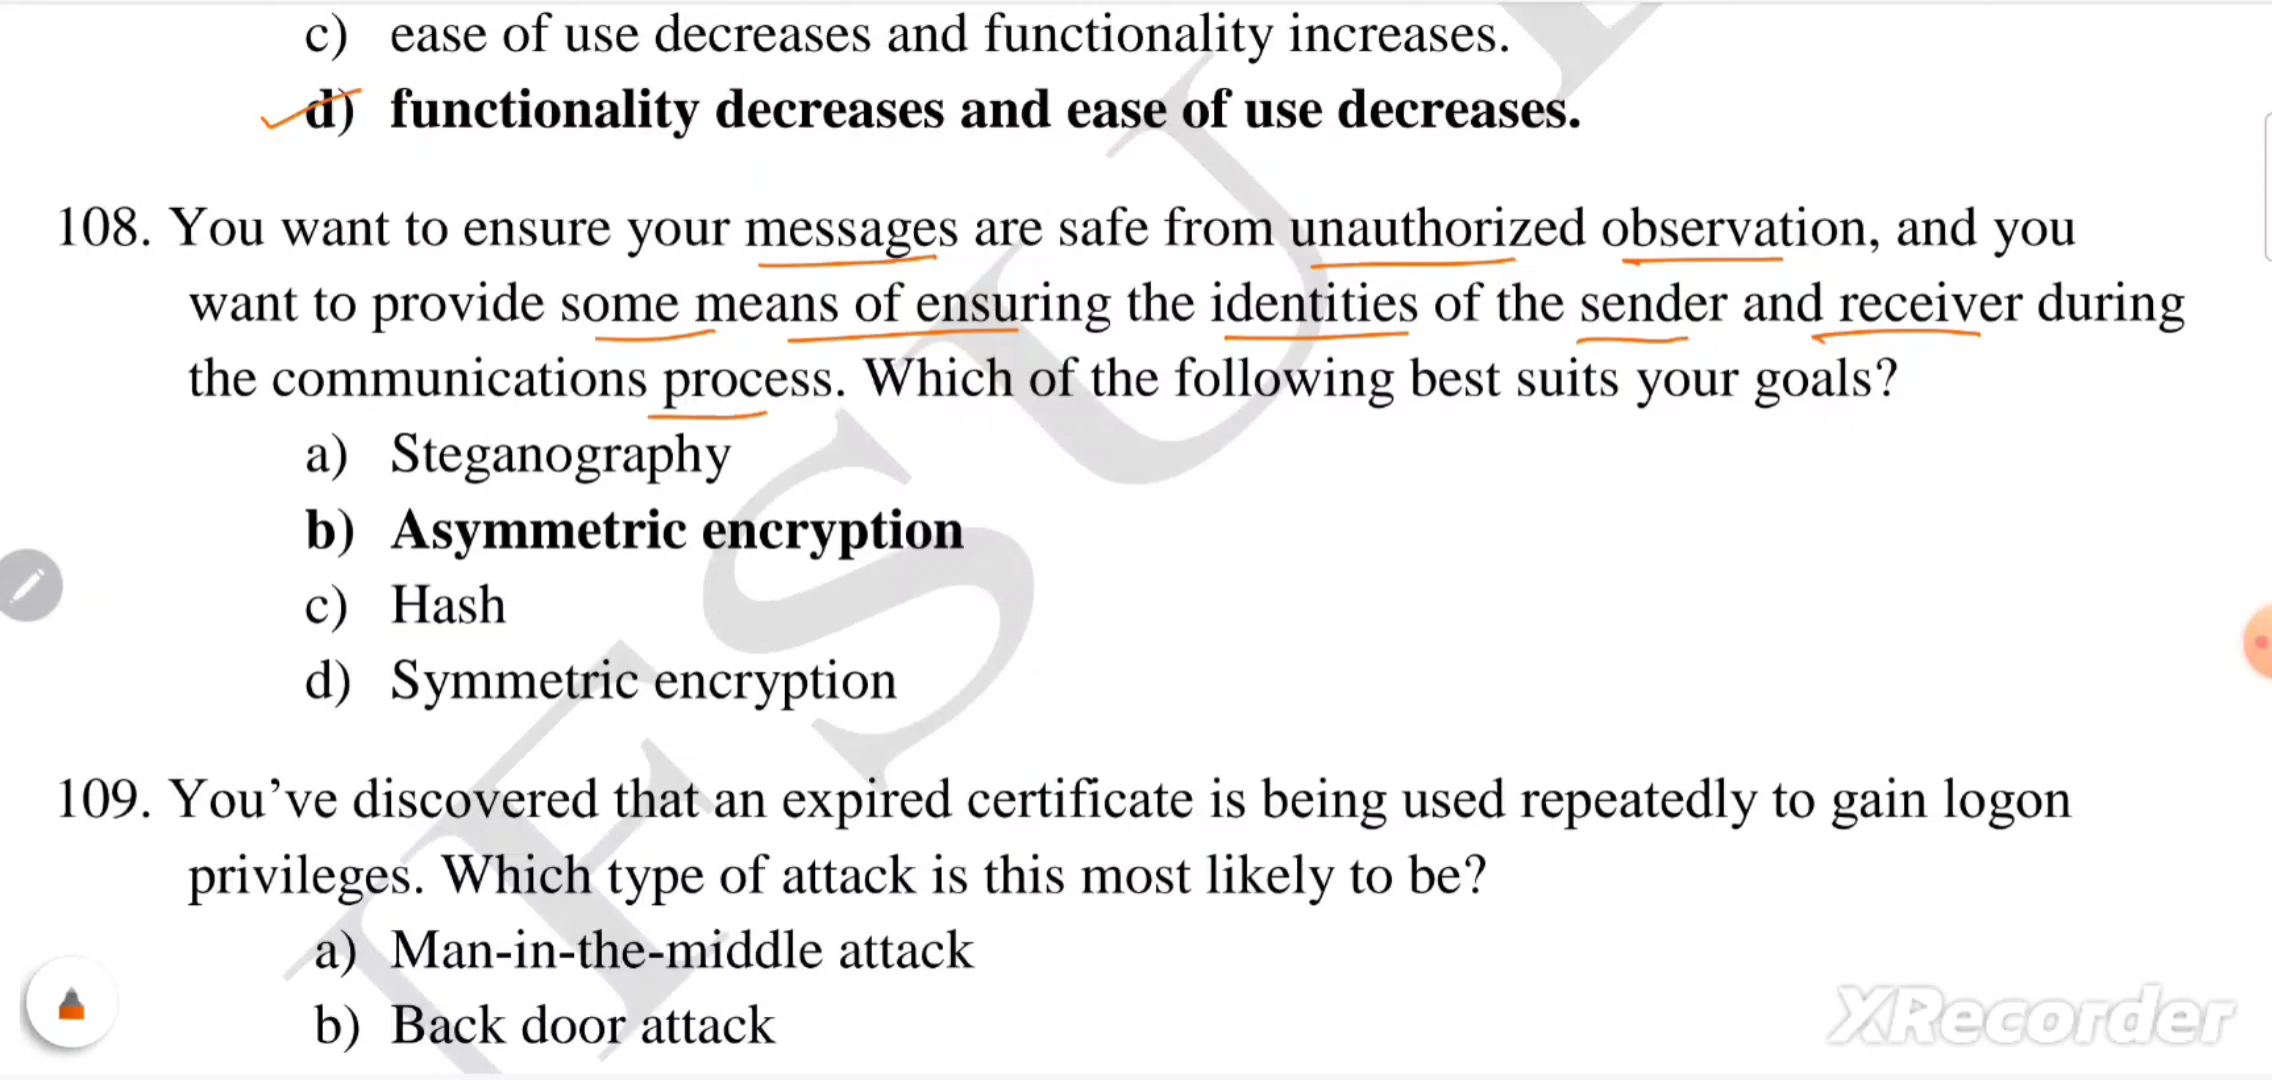 c) ease of use decreases and functionality increases.
d) functionality decreases and ease of use decreases.
108. You want to ensure your messages are safe from unauthorized observation, and you
want to provide some means of ensuring the identities of the sender and receiver during
the communications process. Which of the following best suits your goals?
a) Steganography
b) Asymmetric encryption
c) Hash
d) Symmetric encryption
109. You’ve discovered that an expired certificate is being used repeatedly to gain logon
privileges. Which type of attack is this most likely to be?
a) Man-in-the-middle attack
b) Back door attack
XRecorder